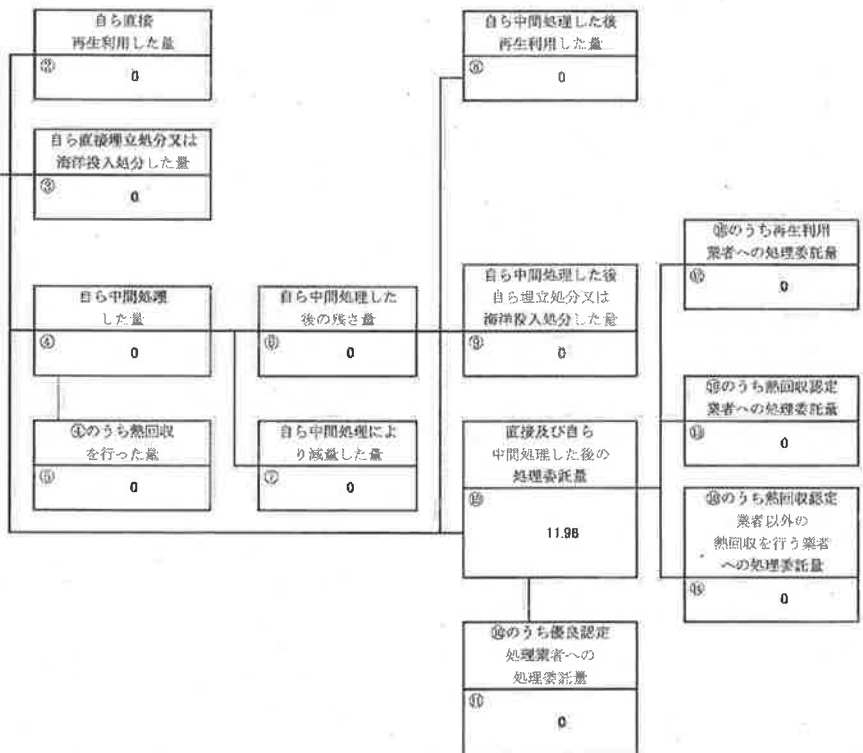 自ら直接
再生利用した量
②
0
自ら中間処理した後
再生利用した量
⑧
0
自ら直接埋立処分又は
海洋投入処分した量
③
0
⑩のうち再生利用
業者への処理委託量
⑫
0
自ら中間処理
した量
④
0
自ら中間処理した
後の残さ量
⑥
0
自ら中間処理した後
自ら埋立処分又は
海洋投入処分した量
⑨
0
⑩のうち熱回収認定
業者への処理委託量
⑬
0
④のうち熱回収
を行った量
⑤
0
自ら中間処理によ
り減量した量
⑦
0
直接及び自ら
中間処理した後の
処理委託量
⑩
11.98
⑩のうち熱回収認定
業者以外の
熱回収を行う業者
への処理委託量
⑭
0
⑩のうち優良認定
処理業者への
処理委託量
⑪
0